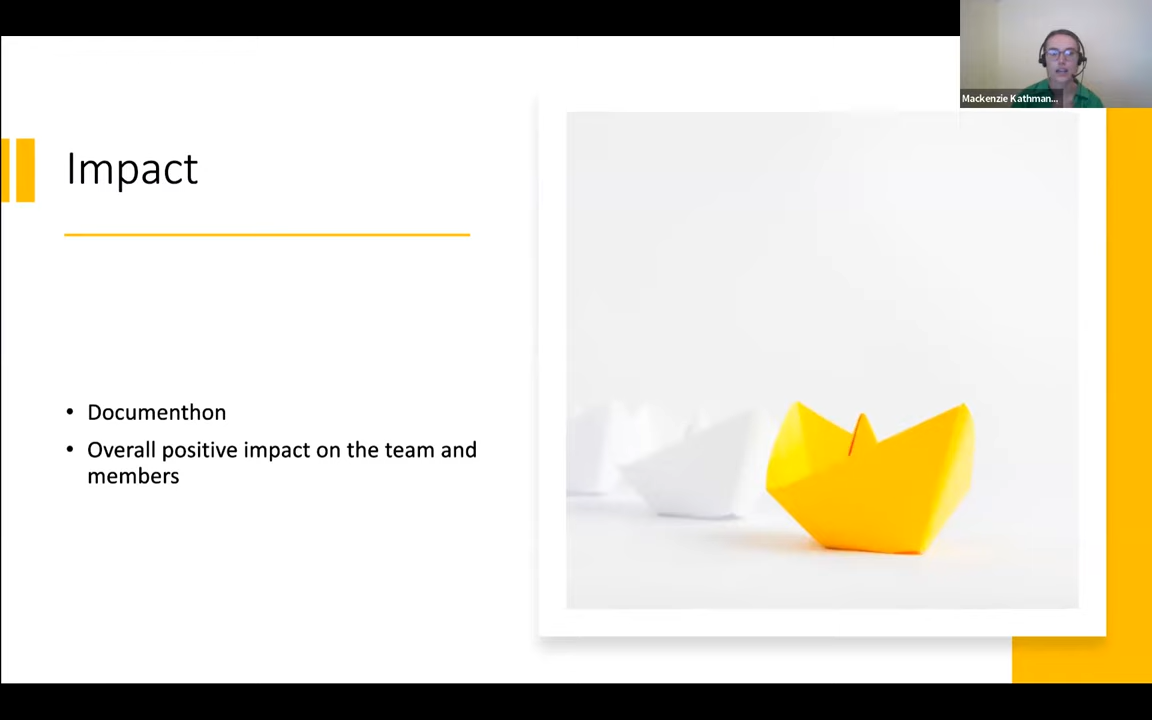 Mackenzie Kathman...
Impact
• Documenthon
• Overall positive impact on the team and
members